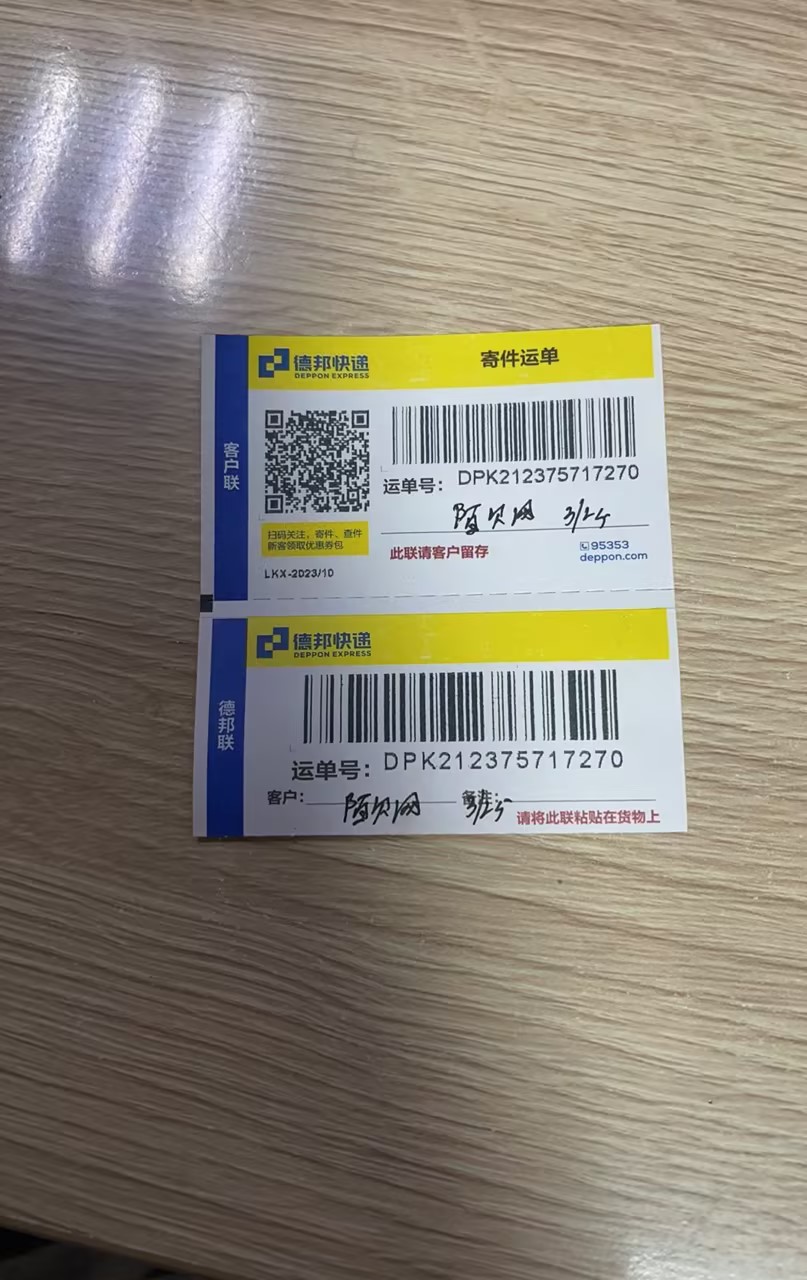 德邦快递
DEPPON EXPRESS
寄件运单
客户联
运单号: DPK212375717270
扫码关注，寄件、查件
新客领取优惠券包
此联请客户留存
95353
deppon.com
LKX-2023/10
德邦快递
DEPPON EXPRESS
德邦联
运单号: DPK212375717270
客户:
备注:
请将此联粘贴在货物上